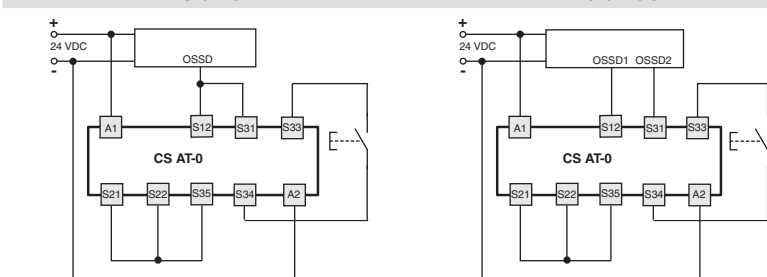 +
24 VDC
-
OSSD
A1
S12
S31
S33
CS AT-0
S21
S22
S35
S34
A2
+
24 VDC
-
OSSD1 OSSD2
A1
S12
S31
S33
CS AT-0
S21
S22
S35
S34
A2